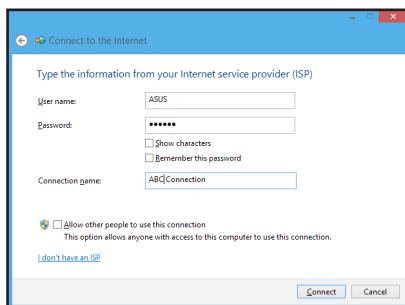 Connect to the Internet
Type the information from your Internet service provider (ISP)
User name: ASUS
Password: ••••••
Show characters
Remember this password
Connection name: ABC Connection
Allow other people to use this connection
This option allows anyone with access to this computer to use this connection.
I don't have an ISP
Connect Cancel